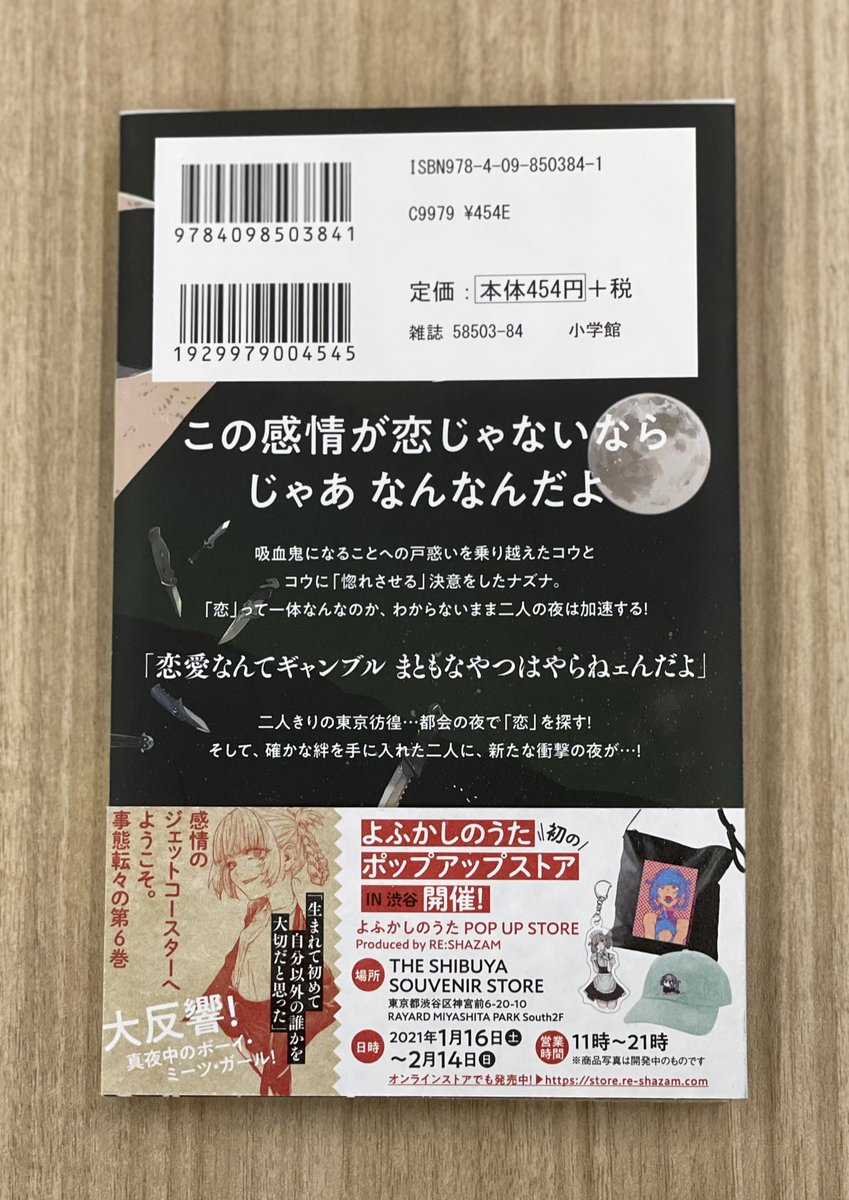 ISBN978-4-09-850384-1
9784098503841
C9979 ¥454E
定価：本体454円＋税
1929979004545
雑誌 58503-84 小学館
この感情が恋じゃないなら
じゃあ なんなんだよ
吸血鬼になることへの戸惑いを乗り越えたコウと
コウに「惚れさせる」決意をしたナズナ。
「恋」って一体なんなのか、わからないまま二人の夜は加速する!
「恋愛なんてギャンブル まともなやつはやらねェんだよ」
二人きりの東京彷徨…都会の夜で「恋」を探す!
そして、確かな絆を手に入れた二人に、新たな衝撃の夜が…!
感情の
ジェットコースターへ
ようこそ。
事態転々の第6巻
「生まれて初めて
自分以外の誰かを
大切だと思った」
大反響!
真夜中のボーイ・
ミーツ・ガール!
よふかしのうた 初の
ポップアップストア
IN 渋谷 開催!
よふかしのうた POP UP STORE
Produced by RE:SHAZAM
場所 THE SHIBUYA
SOUVENIR STORE
東京都渋谷区神宮前6-20-10
RAYARD MIYASHITA PARK South2F
日時 2021年1月16日土
〜2月14日日
営業時間 11時〜21時
※商品写真は開発中のものです
オンラインストアでも発売中!▶https://store.re-shazam.com